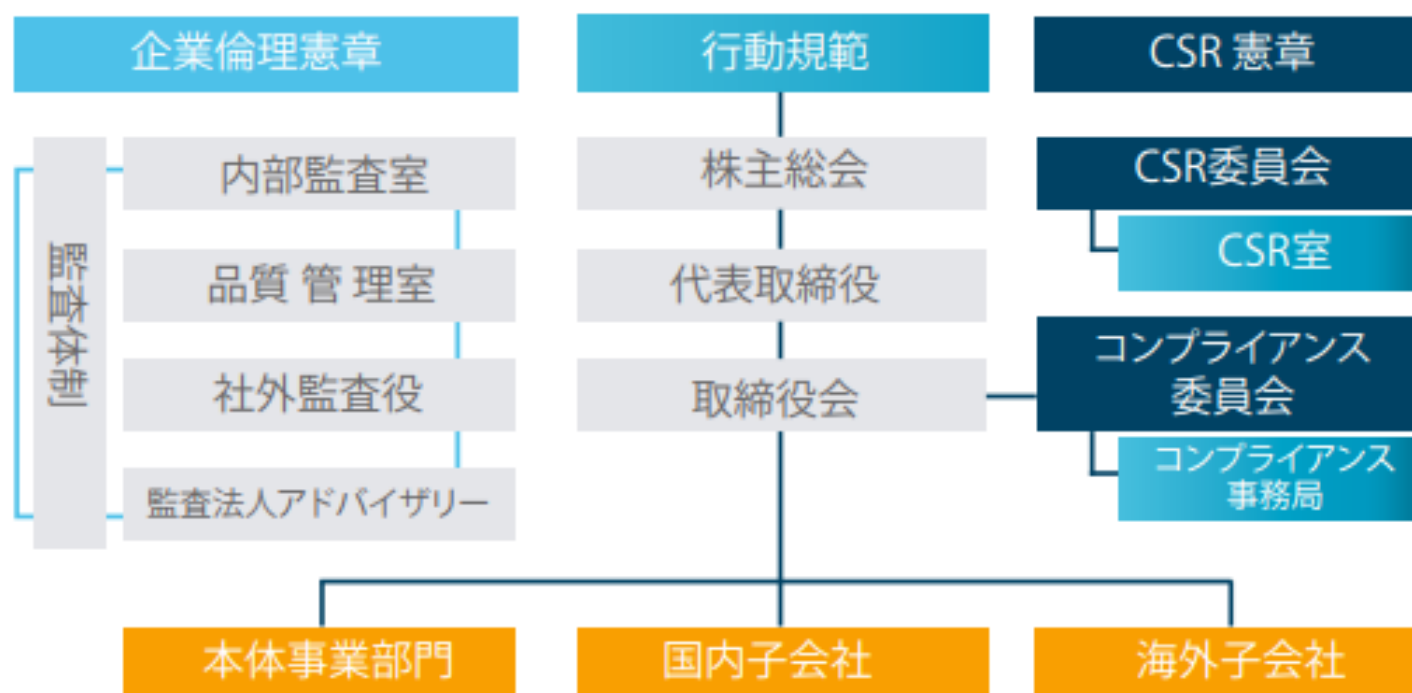 企業倫理憲章
行動規範
CSR 憲章
監査体制
内部監査室
品質 管 理室
社外監査役
監査法人アドバイザリー
株主総会
代表取締役
取締役会
CSR委員会
CSR室
コンプライアンス
委員会
コンプライアンス
事務局
本体事業部門
国内子会社
海外子会社